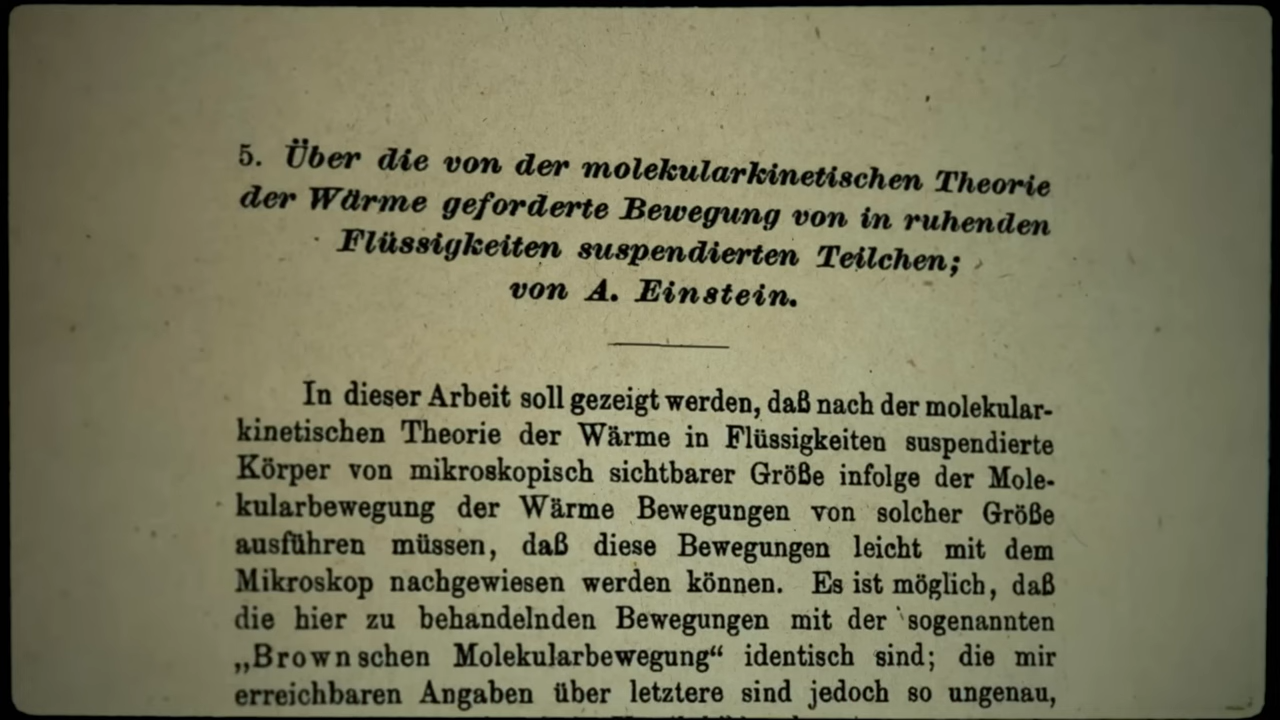 5. Über die von der molekularkinetischen Theorie
der Wärme geforderte Bewegung von in ruhenden
Flüssigkeiten suspendierten Teilchen;
von A. Einstein.
In dieser Arbeit soll gezeigt werden, daß nach der molekular-
kinetischen Theorie der Wärme in Flüssigkeiten suspendierte
Körper von mikroskopisch sichtbarer Größe infolge der Mole-
kularbewegung der Wärme Bewegungen von solcher Größe
ausführen müssen, daß diese Bewegungen leicht mit dem
Mikroskop nachgewiesen werden können. Es ist möglich, daß
die hier zu behandelnden Bewegungen mit der sogenannten
„Brownschen Molekularbewegung“ identisch sind; die mir
erreichbaren Angaben über letztere sind jedoch so ungenau,